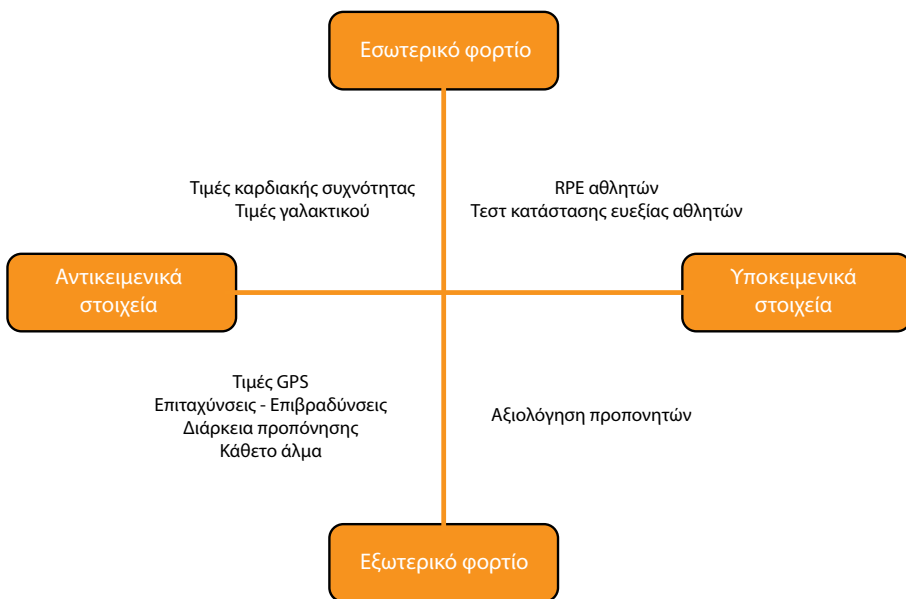 Εσωτερικό φορτίο
Τιμές καρδιακής συχνότητας
Τιμές γαλακτικού
RPE αθλητών
Τεστ κατάστασης ευεξίας αθλητών
Αντικειμενικά
στοιχεία
Υποκειμενικά
στοιχεία
Τιμές GPS
Επιταχύνσεις - Επιβραδύνσεις
Διάρκεια προπόνησης
Κάθετο άλμα
Αξιολόγηση προπονητών
Εξωτερικό φορτίο